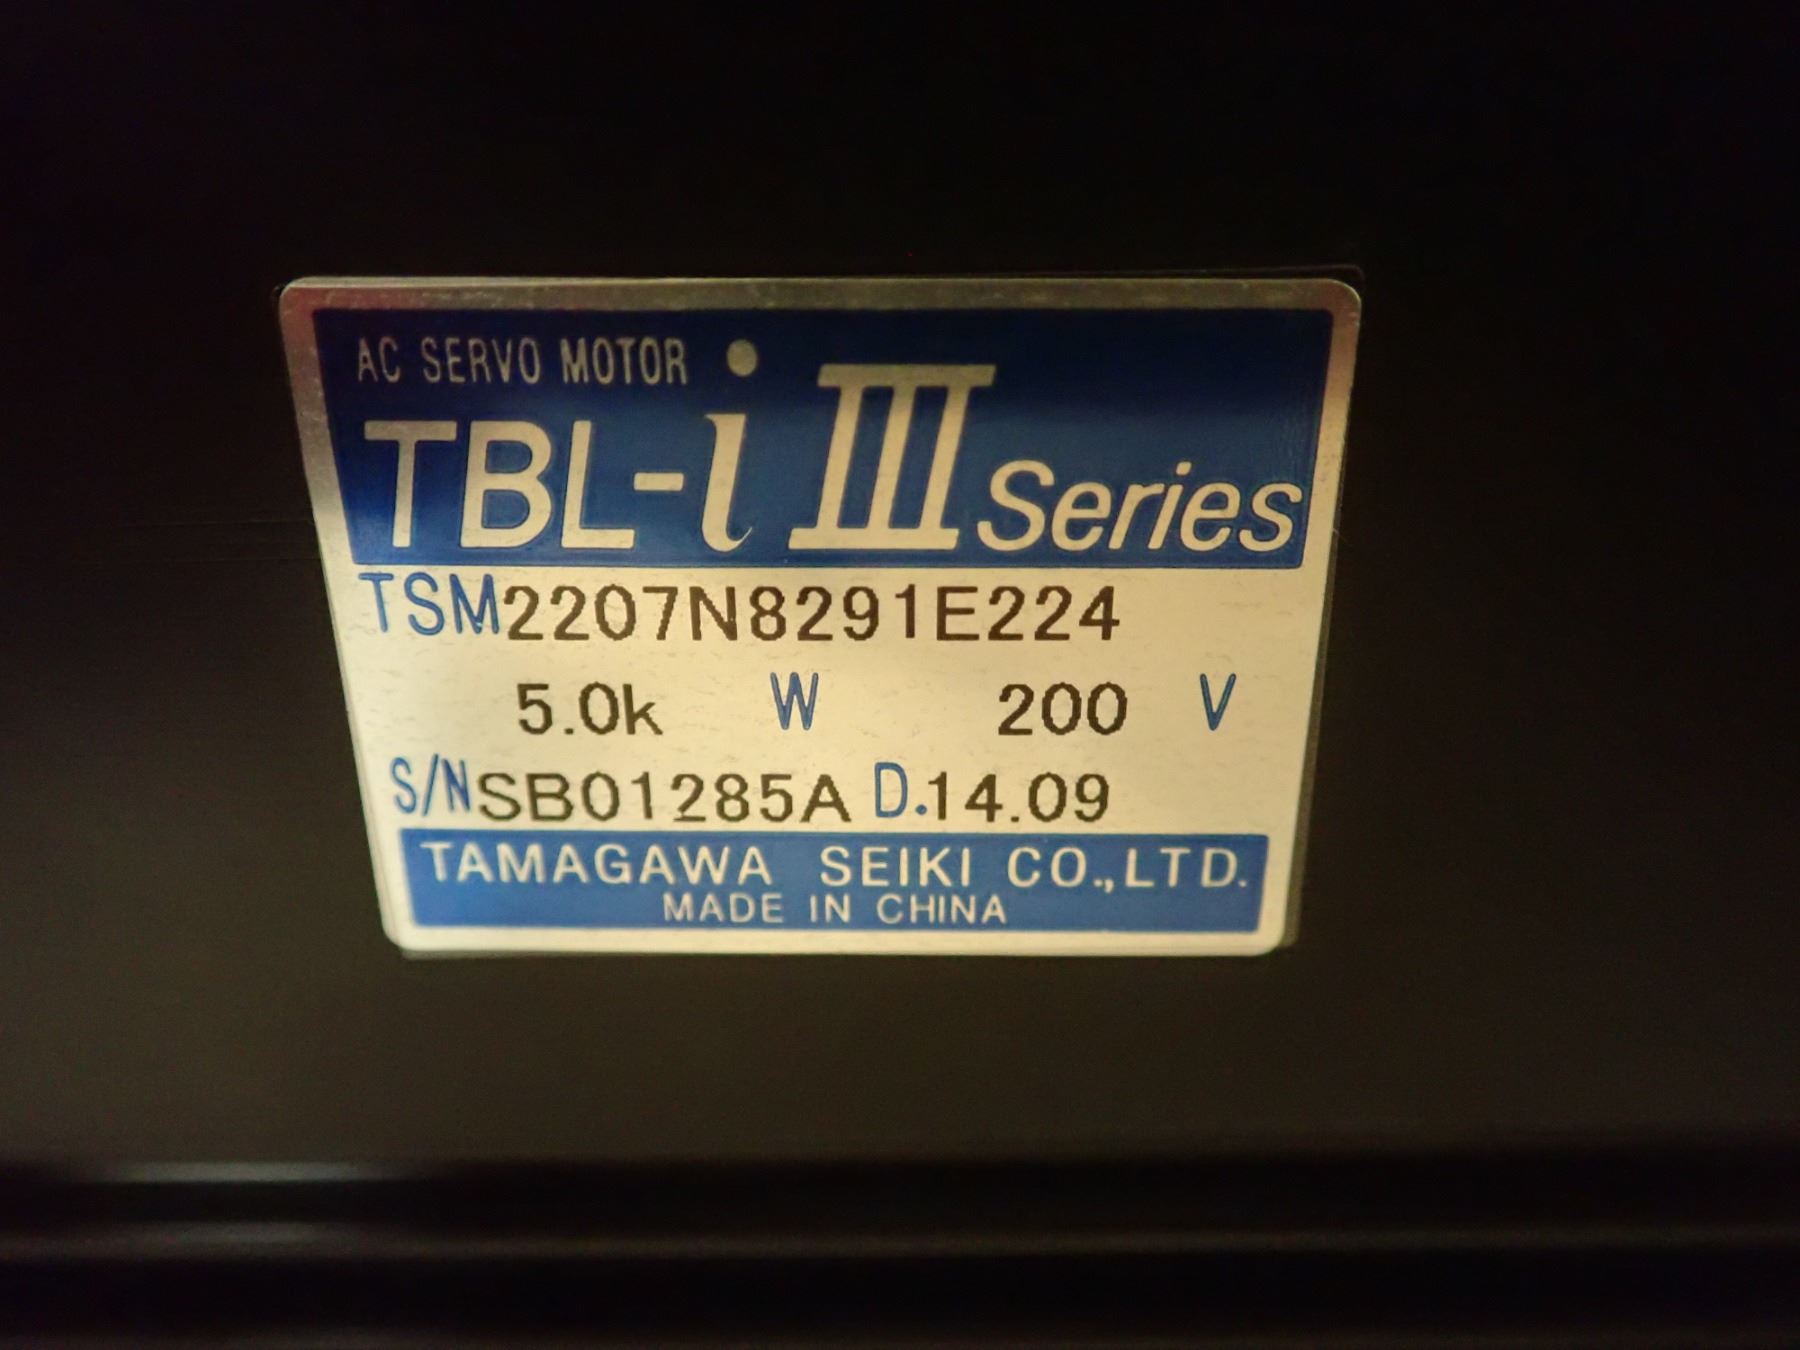 AC SERVO MOTOR
TBL-i III Series
TSM2207N8291E224
5.0k W 200 V
S/N SB01285A D.14.09
TAMAGAWA SEIKI CO.,LTD.
MADE IN CHINA